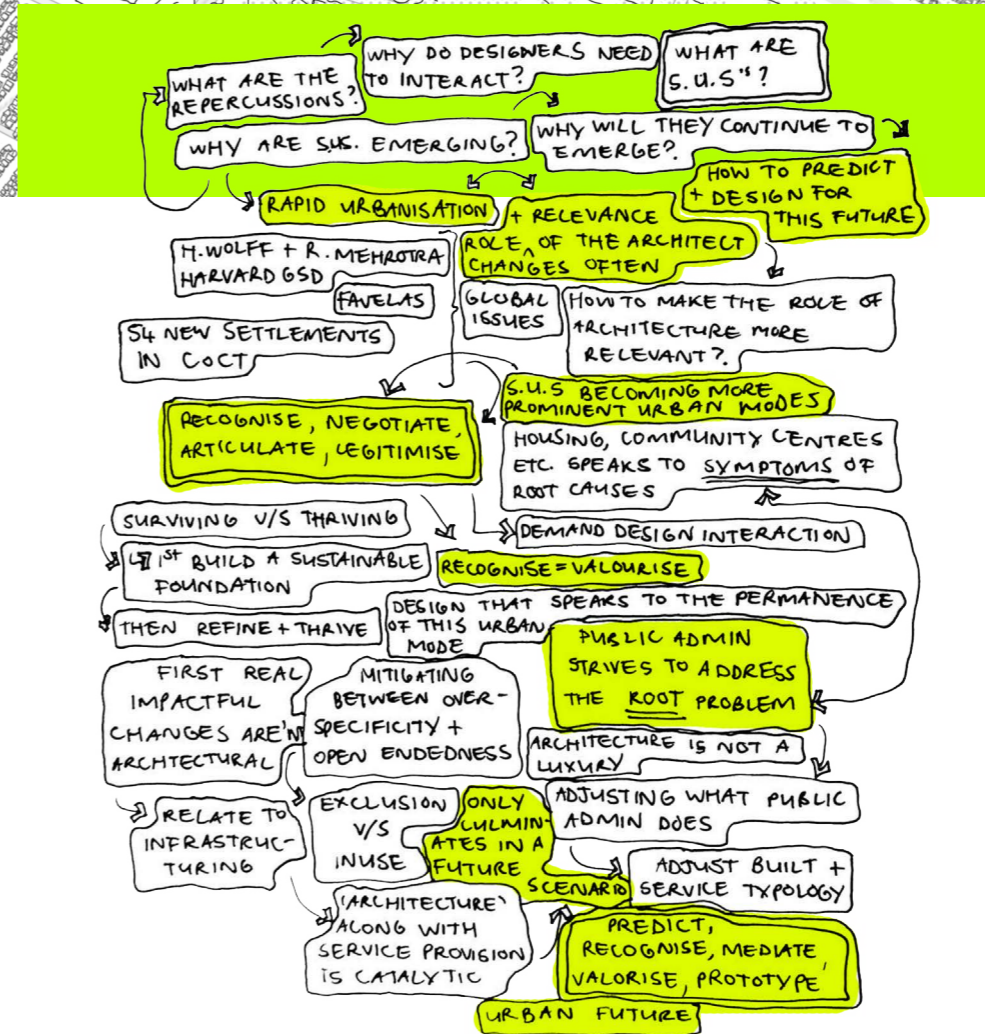 WHY DO DESIGNERS NEED
TO INTERACT?
WHAT ARE
S.U.S"s?
WHAT ARE THE
REPERCUSSIONS?
WHY ARE S.U.S. EMERGING?
WHY WILL THEY CONTINUE TO
EMERGE?
HOW TO PREDICT
+ DESIGN FOR
THIS FUTURE
RAPID URBANISATION
+ RELEVANCE
ROLE ^ OF THE ARCHITECT
CHANGES OFTEN
H. WOLFF + R. MEHROTRA
HARVARD GSD
FAVELAS
GLOBAL
ISSUES
HOW TO MAKE THE ROLE OF
ARCHITECTURE MORE
RELEVANT?
54 NEW SETTLEMENTS
IN COCT
S.U.S BECOMING MORE
PROMINENT URBAN MODES
RECOGNISE, NEGOTIATE,
ARTICULATE, LEGITIMISE
HOUSING, COMMUNITY CENTRES
ETC. SPEAKS TO SYMPTOMS OF
ROOT CAUSES
SURVIVING V/S THRIVING
DEMAND DESIGN INTERACTION
1st BUILD A SUSTAINABLE
FOUNDATION
RECOGNISE = VALOURISE
THEN REFINE + THRIVE
DESIGN THAT SPEAKS TO THE PERMANENCE
OF THIS URBAN
MODE
PUBLIC ADMIN
STRIVES TO ADDRESS
THE ROOT PROBLEM
FIRST REAL
IMPACTFUL
CHANGES ARE'NT
ARCHTECTURAL
MITIGATING
BETWEEN OVER-
SPECIFICITY +
OPEN ENDEDNESS
ARCHITECTURE IS NOT A
LUXURY
RELATE TO
INFRASTRUC-
TURING
EXCLUSION
V/S
INUSE
ONLY
CULMIN-
ATES IN A
FUTURE
SCENARIO
ADJUSTING WHAT PUBLIC
ADMIN DOES
ADJUST BUILT +
SERVICE TYPOLOGY
'ARCHITECTURE'
ALONG WITH
SERVICE PROVISION
IS CATALYTIC
PREDICT,
RECOGNISE, MEDIATE,
VALORISE, PROTOTYPE
URBAN FUTURE